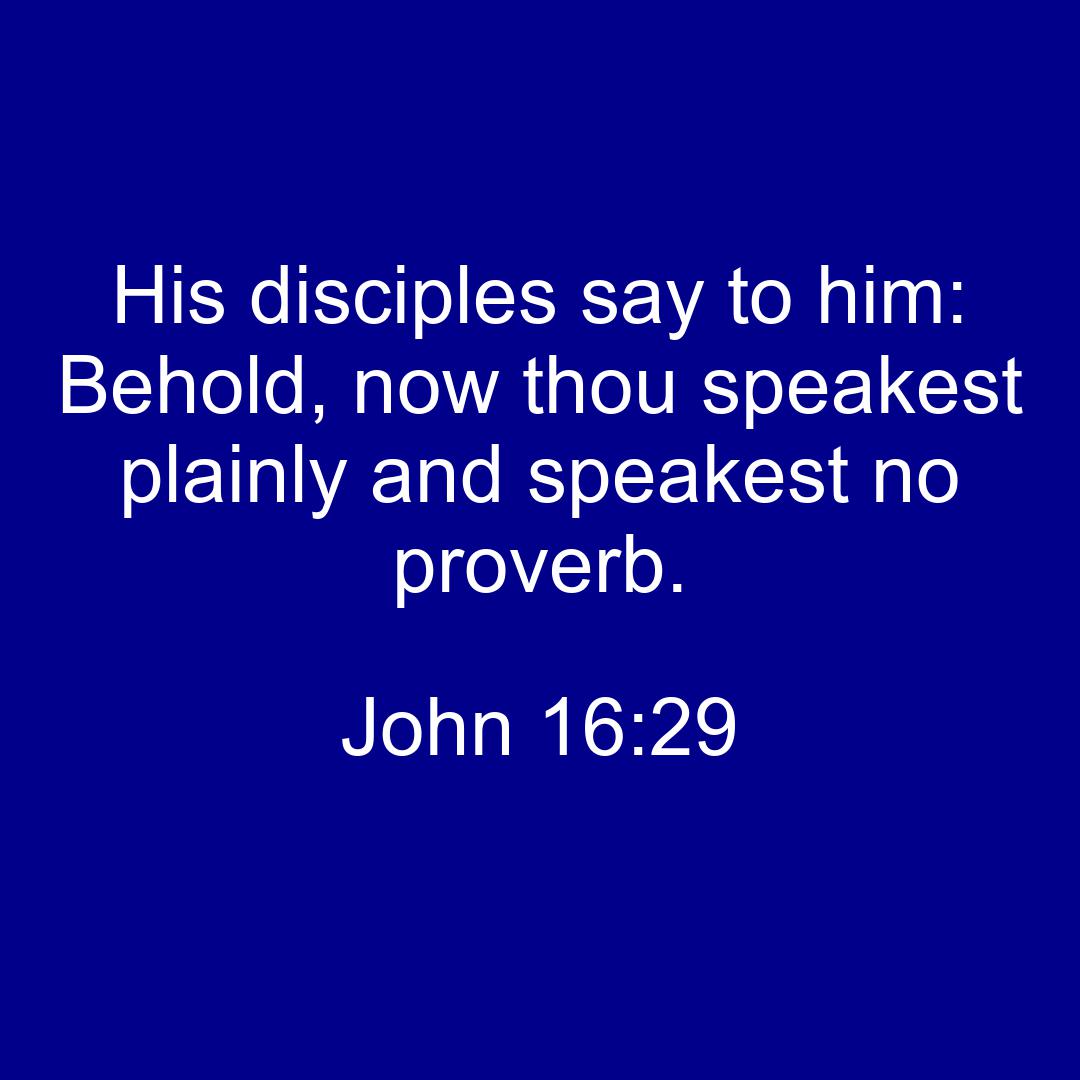 His disciples say to him:
Behold, now thou speakest
plainly and speakest no
proverb.
John 16:29